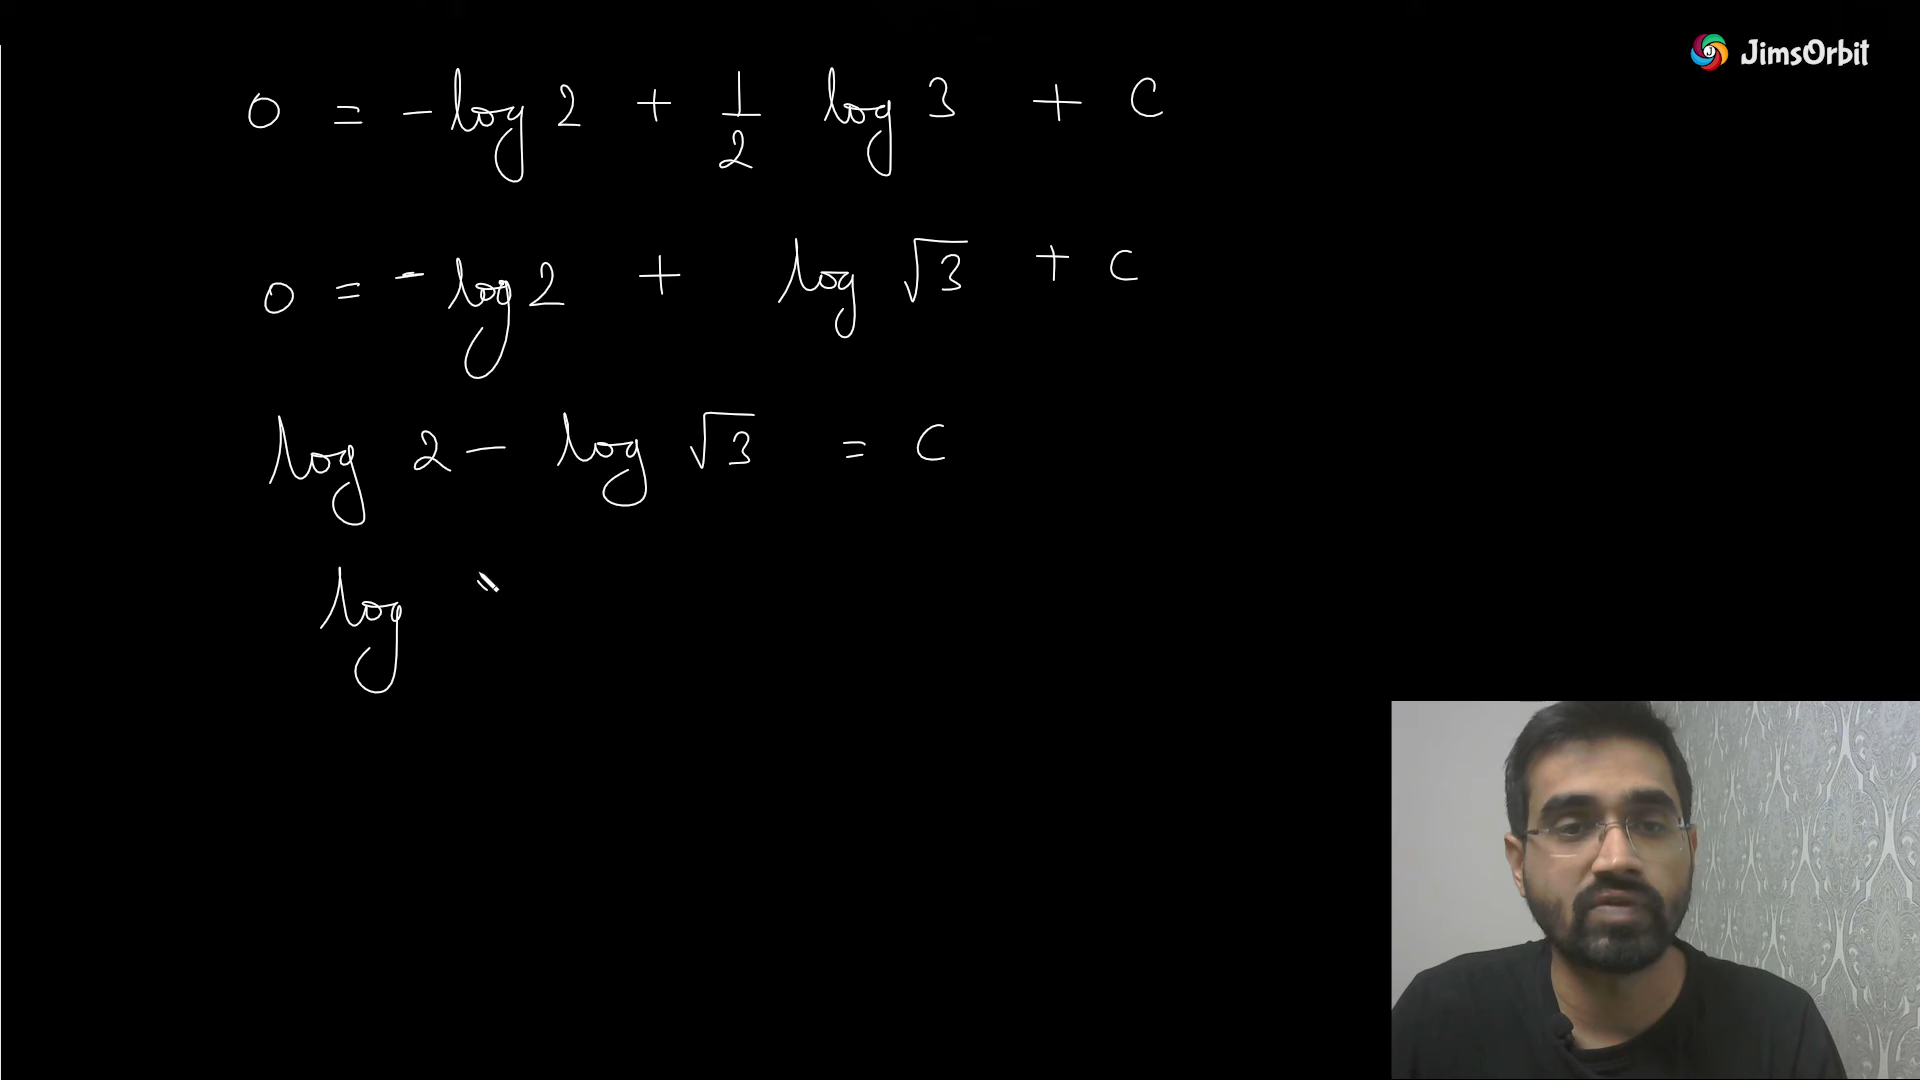 JimsOrbit
0 = - log 2 + 1/2 log 3 + C
0 = - log 2 + log √3 + C
log 2 - log √3 = C
log